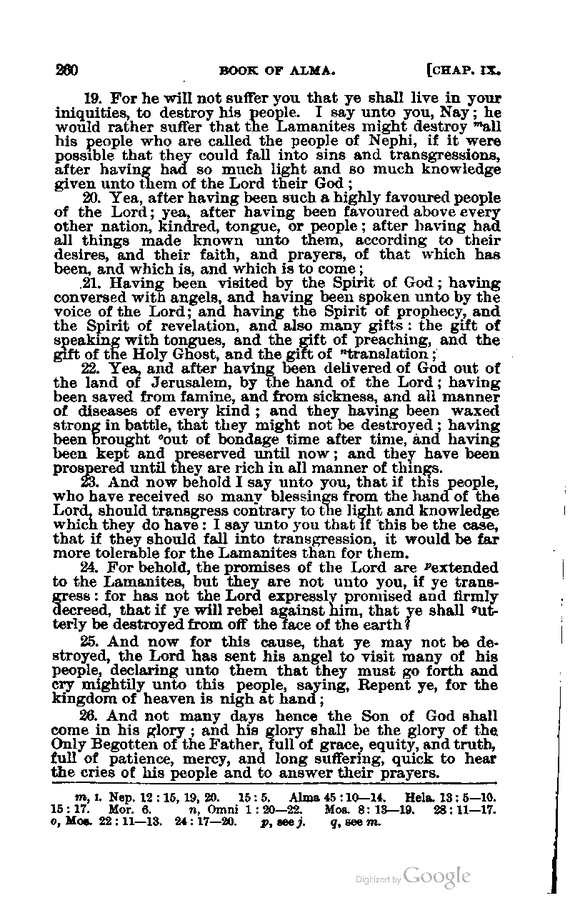 260 BOOK OF ALMA. [CHAP. IX.
19. For he will not suffer you that ye shall live in your
iniquities, to destroy his people. I say unto you, Nay; he
would rather suffer that the Lamanites might destroy ᵐall
his people who are called the people of Nephi, if it were
possible that they could fall into sins and transgressions,
after having had so much light and so much knowledge
given unto them of the Lord their God;
20. Yea, after having been such a highly favoured people
of the Lord; yea, after having been favoured above every
other nation, kindred, tongue, or people; after having had
all things made known unto them, according to their
desires, and their faith, and prayers, of that which has
been, and which is, and which is to come;
21. Having been visited by the Spirit of God; having
conversed with angels, and having been spoken unto by the
voice of the Lord; and having the Spirit of prophecy, and
the Spirit of revelation, and also many gifts: the gift of
speaking with tongues, and the gift of preaching, and the
gift of the Holy Ghost, and the gift of ⁿtranslation;
22. Yea, and after having been delivered of God out of
the land of Jerusalem, by the hand of the Lord; having
been saved from famine, and from sickness, and all manner
of diseases of every kind; and they having been waxed
strong in battle, that they might not be destroyed; having
been brought ᵒout of bondage time after time, and having
been kept and preserved until now; and they have been
prospered until they are rich in all manner of things.
23. And now behold I say unto you, that if this people,
who have received so many blessings from the hand of the
Lord, should transgress contrary to the light and knowledge
which they do have: I say unto you that if this be the case,
that if they should fall into transgression, it would be far
more tolerable for the Lamanites than for them.
24. For behold, the promises of the Lord are ᵖextended
to the Lamanites, but they are not unto you, if ye trans-
gress: for has not the Lord expressly promised and firmly
decreed, that if ye will rebel against him, that ye shall qut-
terly be destroyed from off the face of the earth?
25. And now for this cause, that ye may not be de-
stroyed, the Lord has sent his angel to visit many of his
people, declaring unto them that they must go forth and
cry mightily unto this people, saying, Repent ye, for the
kingdom of heaven is nigh at hand;
26. And not many days hence the Son of God shall
come in his glory; and his glory shall be the glory of the
Only Begotten of the Father, full of grace, equity, and truth,
full of patience, mercy, and long suffering, quick to hear
the cries of his people and to answer their prayers.
m, 1. Nep. 12:15, 19, 20. 15:5. Alma 45:10—14. Hela. 13:5—10.
15:17. Mor. 6. n, Omni 1:20—22. Mos. 8:13—19. 28:11—17.
o, Mos. 22:11—13. 24:17—20. p, see j. q, see m.
Digitized by Google